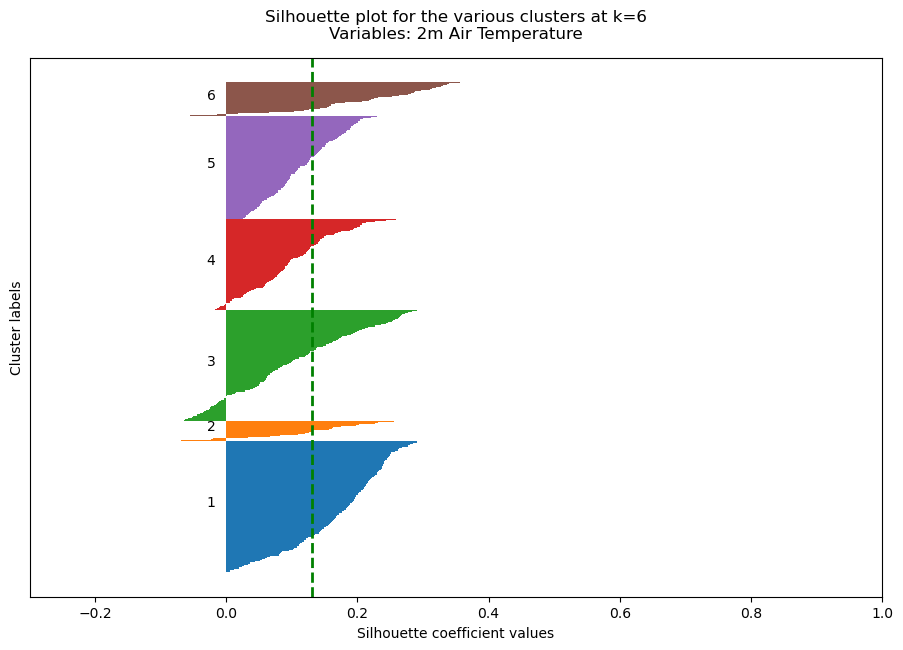 Silhouette plot for the various clusters at k=6
Variables: 2m Air Temperature
6
5
4
3
2
1
Cluster labels
−0.2 0.0 0.2 0.4 0.6 0.8 1.0
Silhouette coefficient values